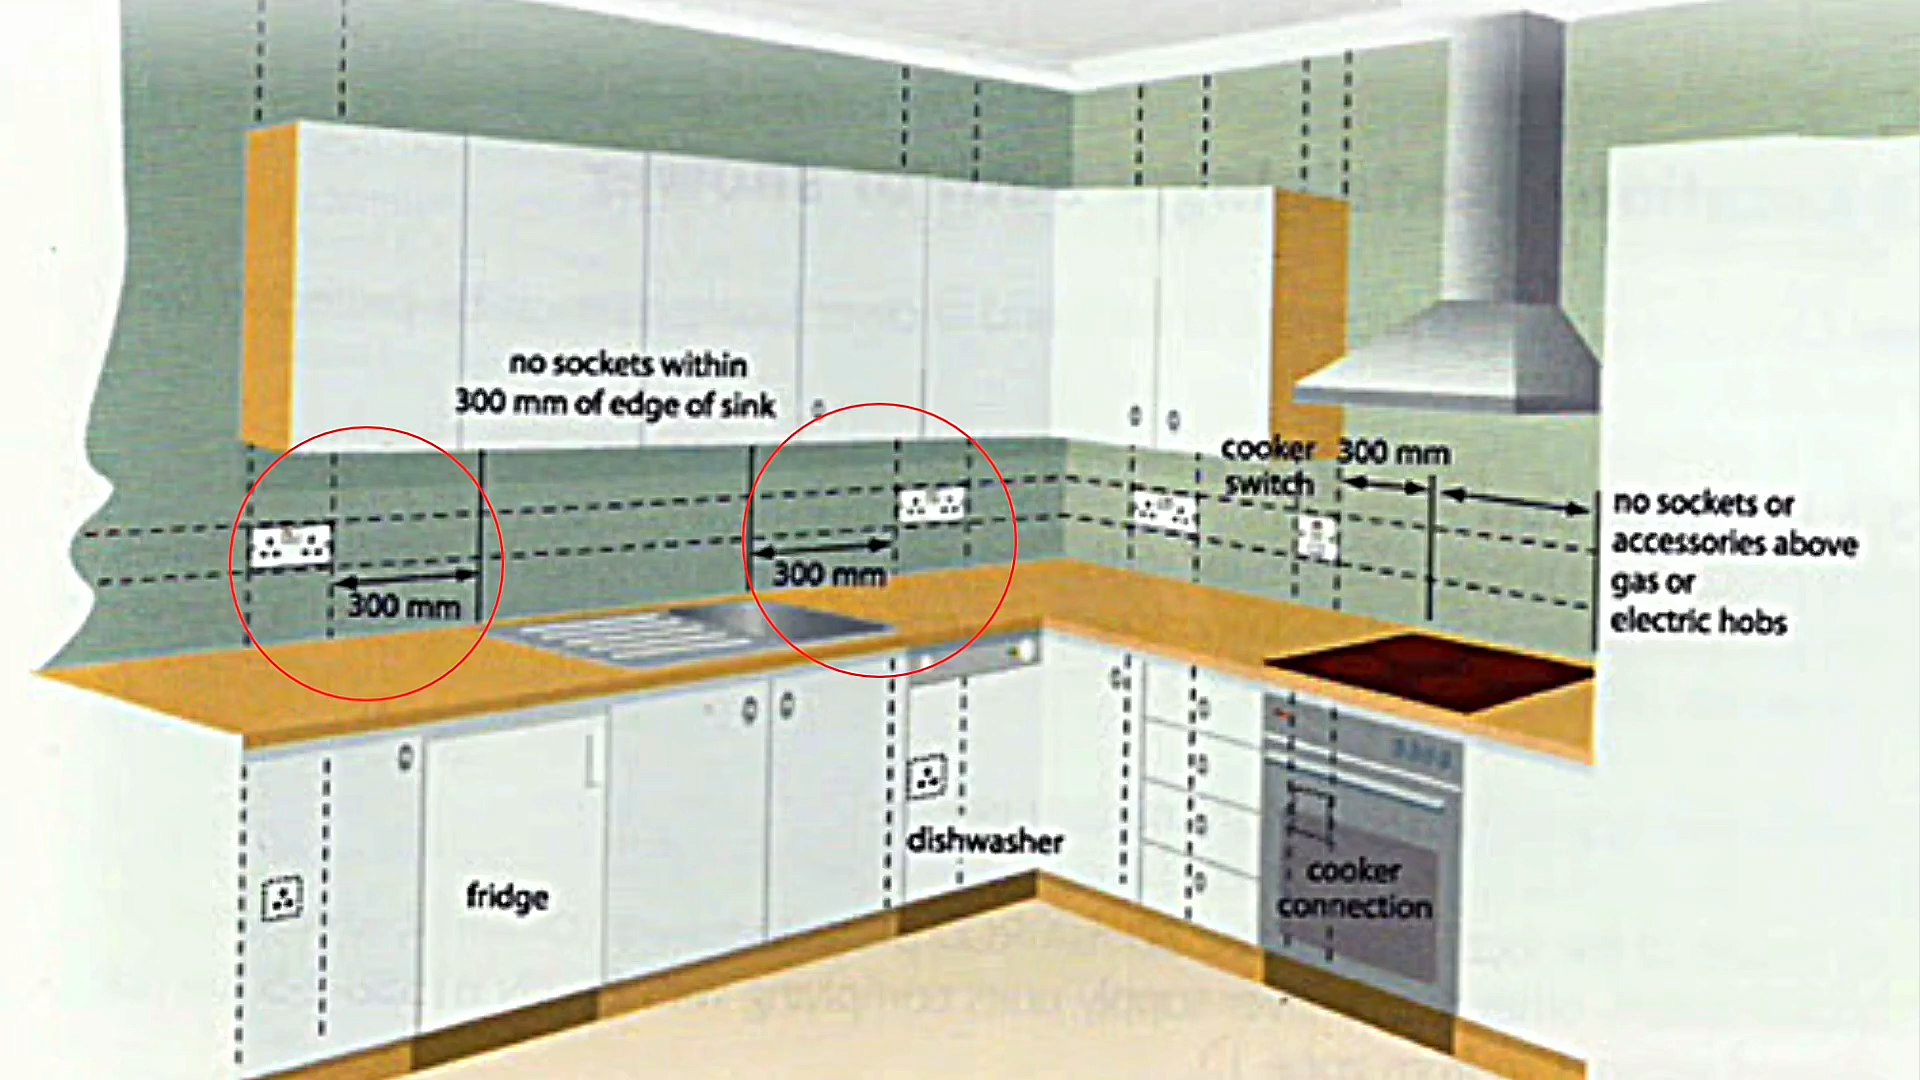 no sockets within
300 mm of edge of sink
cooker
switch
300 mm
no sockets or
accessories above
gas or
electric hobs
300 mm
300 mm
dishwasher
fridge
cooker
connection